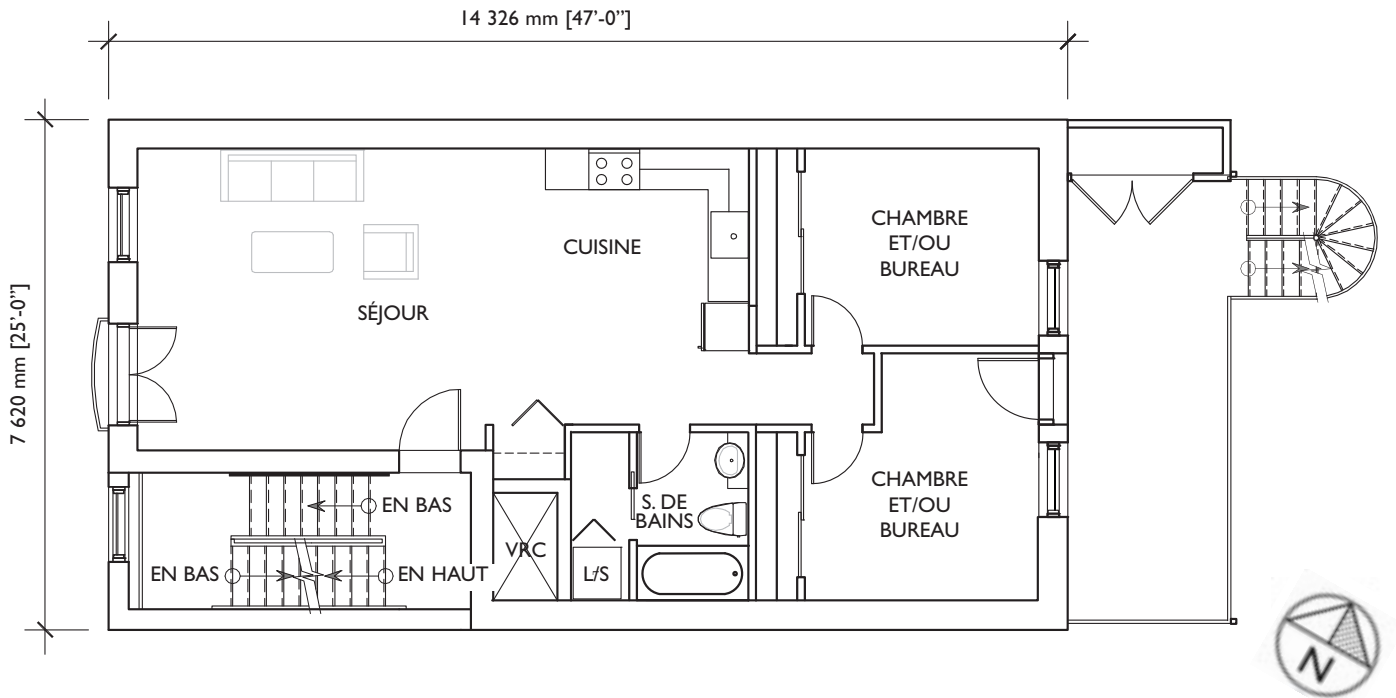 14 326 mm [47'-0"]
7 620 mm [25'-0"]
CHAMBRE
ET/OU
BUREAU
CUISINE
SÉJOUR
EN BAS
S. DE
BAINS
CHAMBRE
ET/OU
BUREAU
VRC
EN BAS
EN HAUT
L/S
N